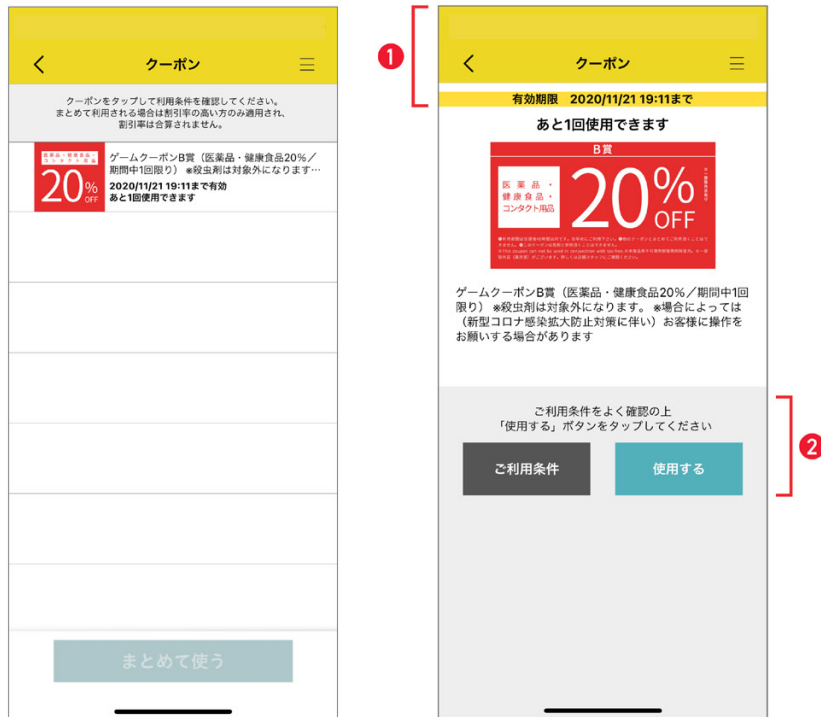 クーポン
クーポンをタップして利用条件を確認してください。
まとめて利用される場合は割引率の高い方のみ適用され、
割引率は合算されません。
医薬品・健康食品・
コンタクト用品
20%
OFF
ゲームクーポンB賞（医薬品・健康食品20%／
期間中1回限り） ※殺虫剤は対象外になります…
2020/11/21 19:11まで有効
あと1回使用できます
まとめて使う
1
クーポン
有効期限 2020/11/21 19:11まで
あと1回使用できます
B賞
医薬品・
健康食品・
コンタクト用品
20%
OFF
ゲームクーポンB賞（医薬品・健康食品20%／期間中1回
限り） ※殺虫剤は対象外になります。 ※場合によっては
（新型コロナ感染拡大防止対策に伴い）お客様に操作を
お願いする場合があります
ご利用条件をよく確認の上
「使用する」ボタンをタップしてください
ご利用条件
使用する
2